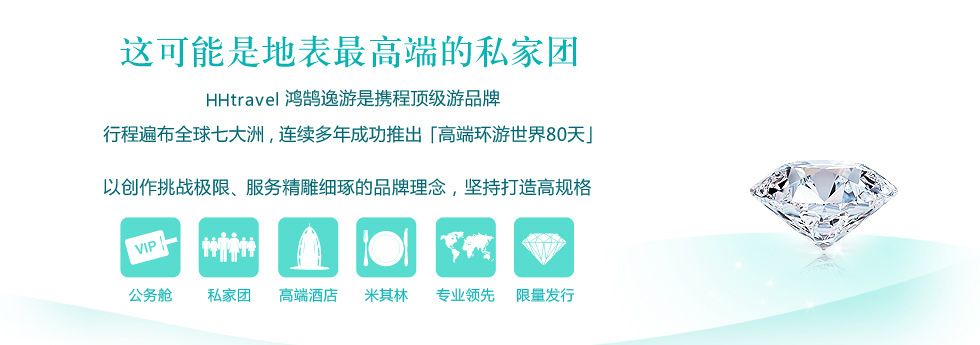 这可能是地表最高端的私家团
HHtravel 鸿鹄逸游是携程顶级游品牌
行程遍布全球七大洲，连续多年成功推出「高端环游世界80天」
以创作挑战极限、服务精雕细琢的品牌理念，坚持打造高规格
VIP
公务舱 私家团 高端酒店 米其林 专业领先 限量发行